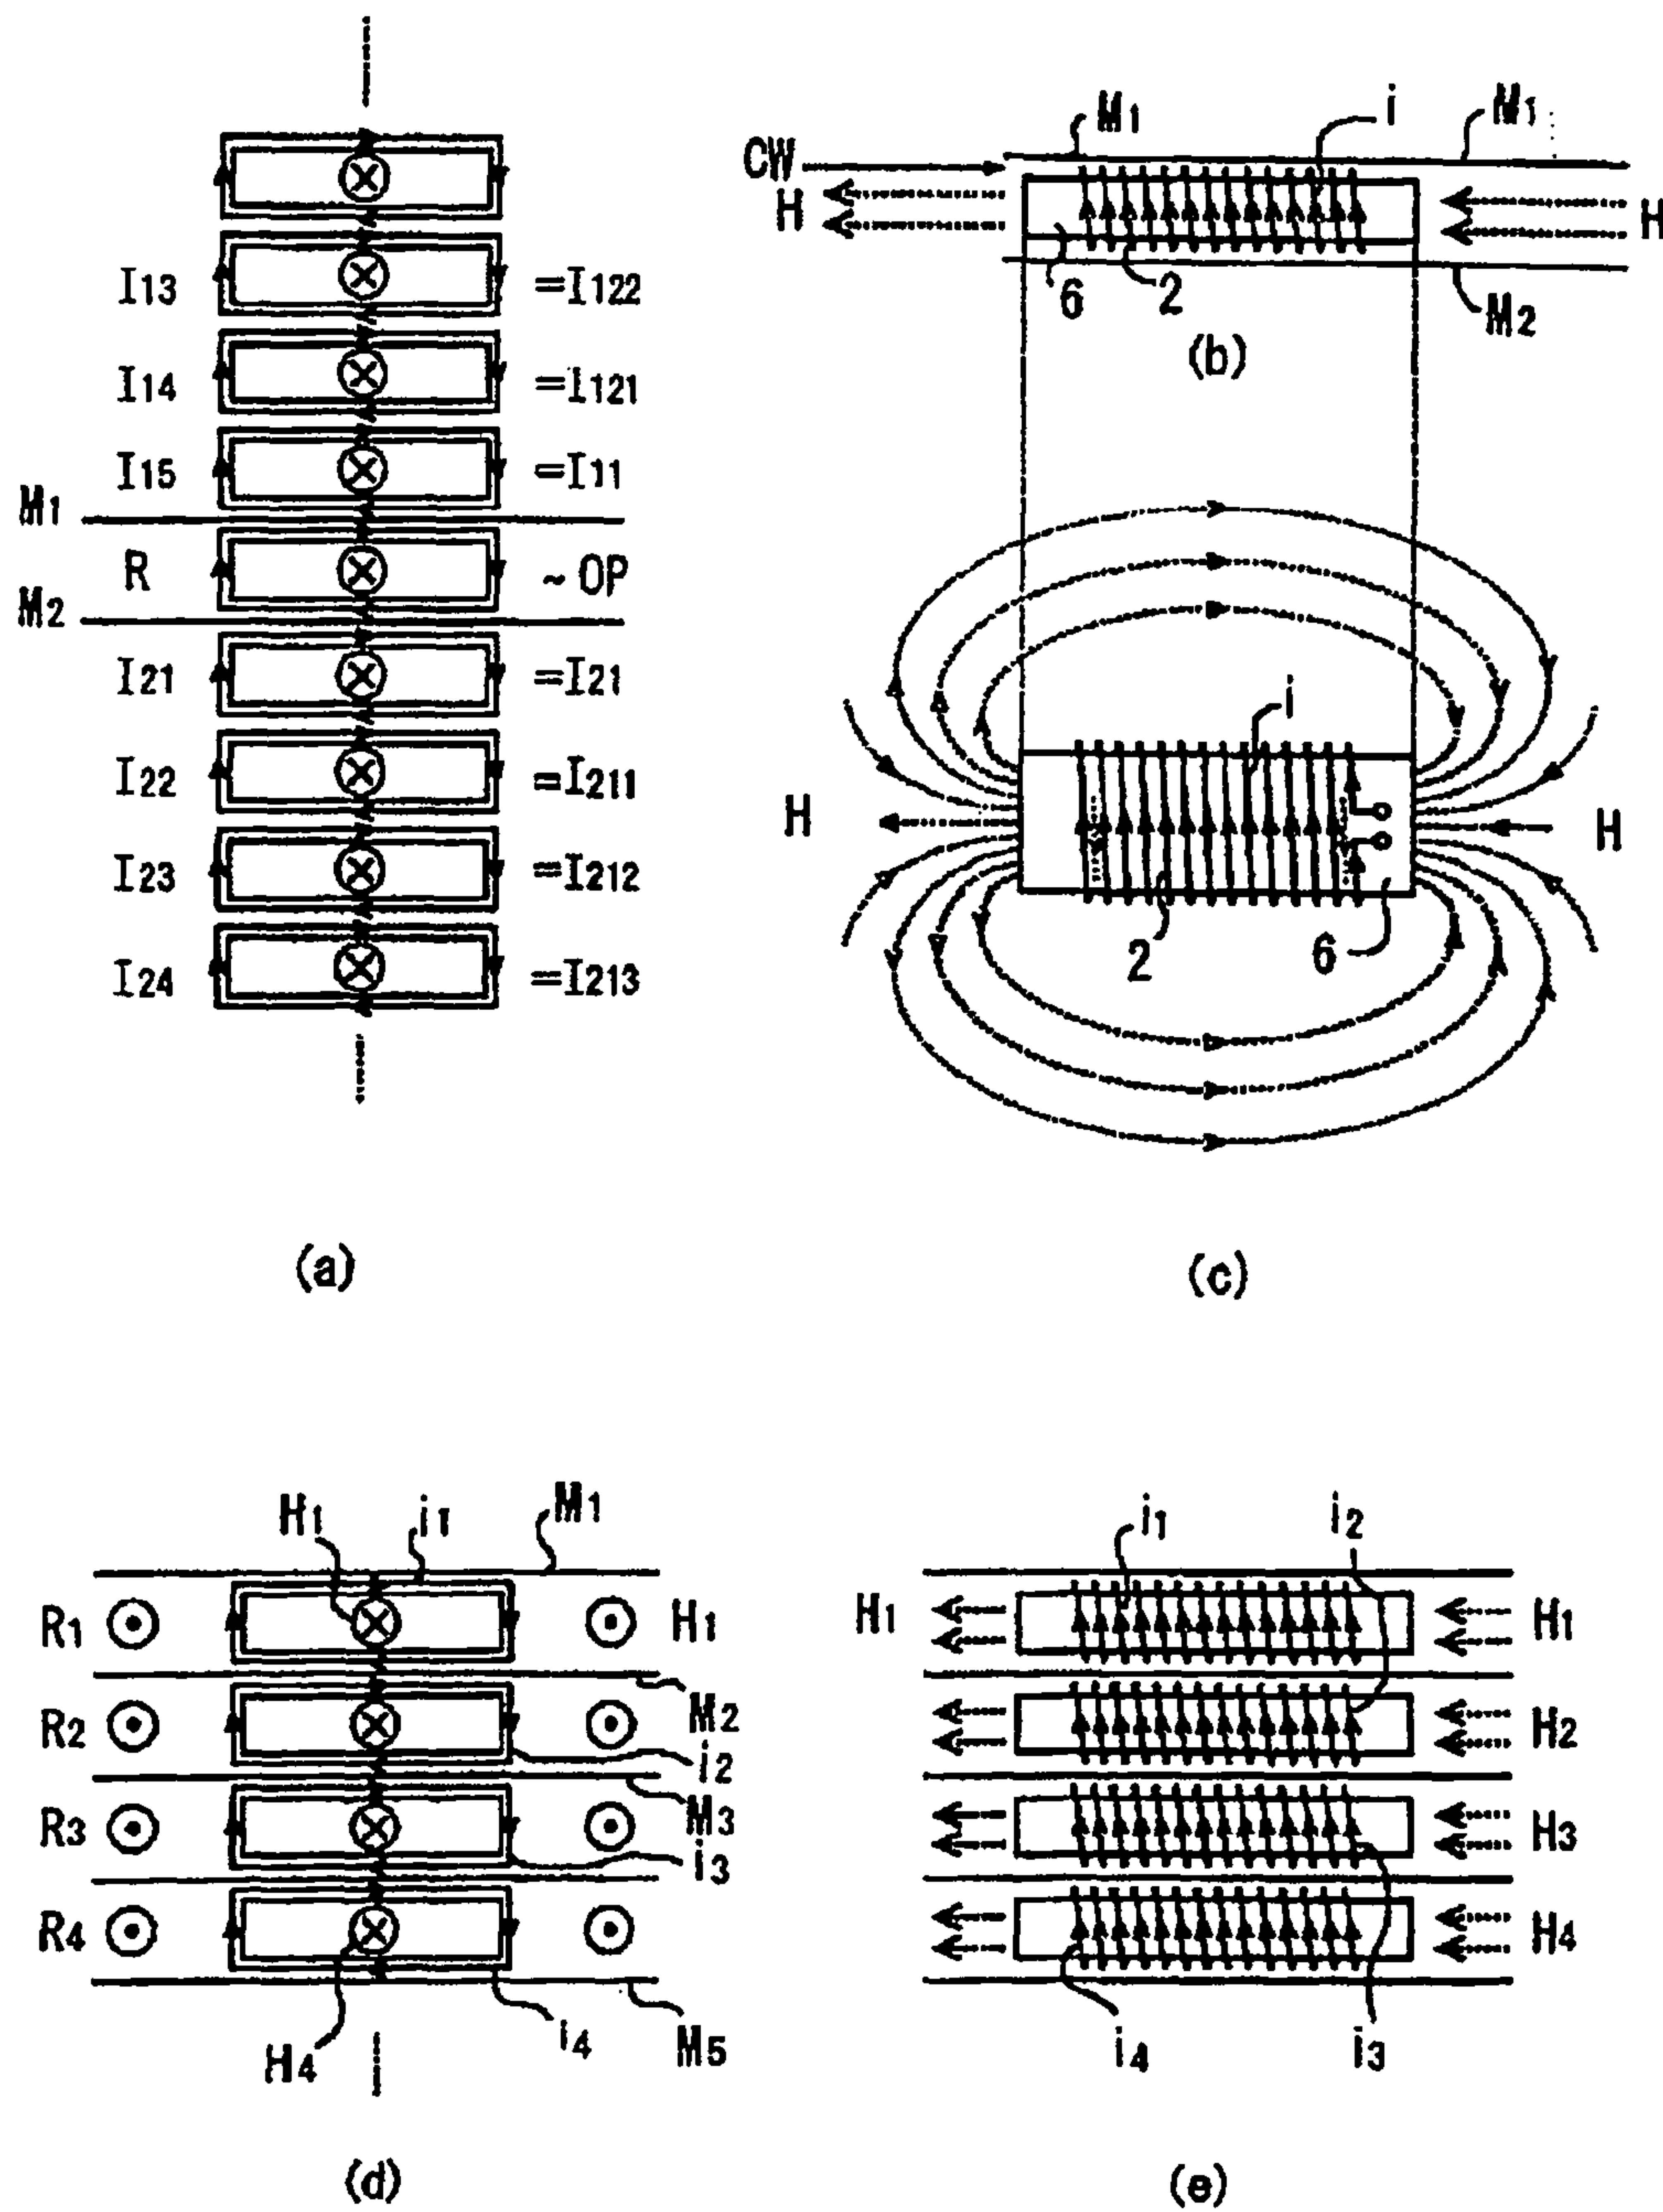 I13 =I122
I14 =I121
I15 =I11
M1
R ~OP
M2
I21 =I21
I22 =I211
I23 =I212
I24 =I213
(a)
M1 i M1
CW
H H
6 2 M2
(b)
i
H H
2 6
(c)
H1 i1 M1
R1 H1
R2 M2
i2
R3 M3
i3
R4
H4 i4 M5
(d)
i1 i2
H1 H1
H2
H3
H4
i4 i3
(e)